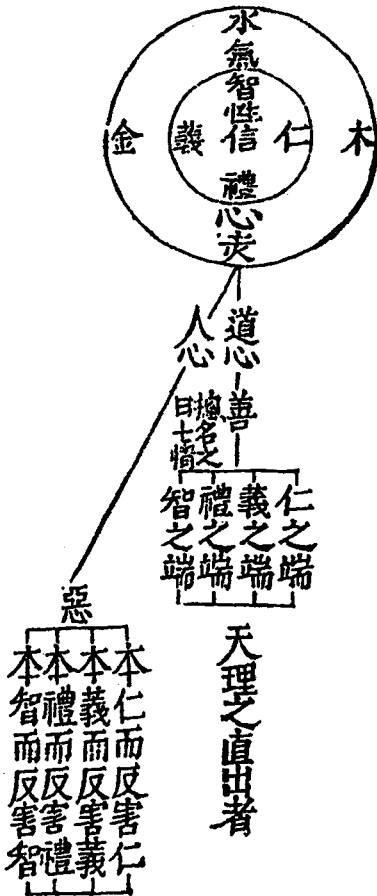 水氣智性信禮心火
木
仁
義
金
道心
人心
善
摠名之
曰七情
仁之端
義之端
禮之端
智之端
天理之直出者
惡
本仁而反害仁
本義而反害義
本禮而反害禮
本智而反害智